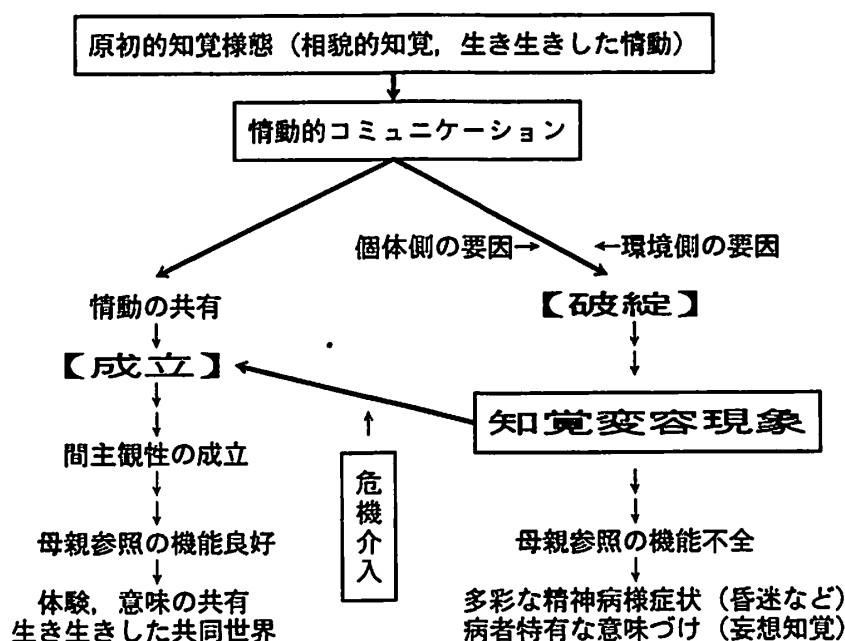 原初的知覚様態（相貌的知覚，生き生きした情動）
情動的コミュニケーション
個体側の要因→ ←環境側の要因
情動の共有
【破綻】
【成立】
知覚変容現象
間主観性の成立
危機介入
母親参照の機能良好
母親参照の機能不全
体験，意味の共有
生き生きした共同世界
多彩な精神病様症状（昏迷など）
病者特有な意味づけ（妄想知覚）